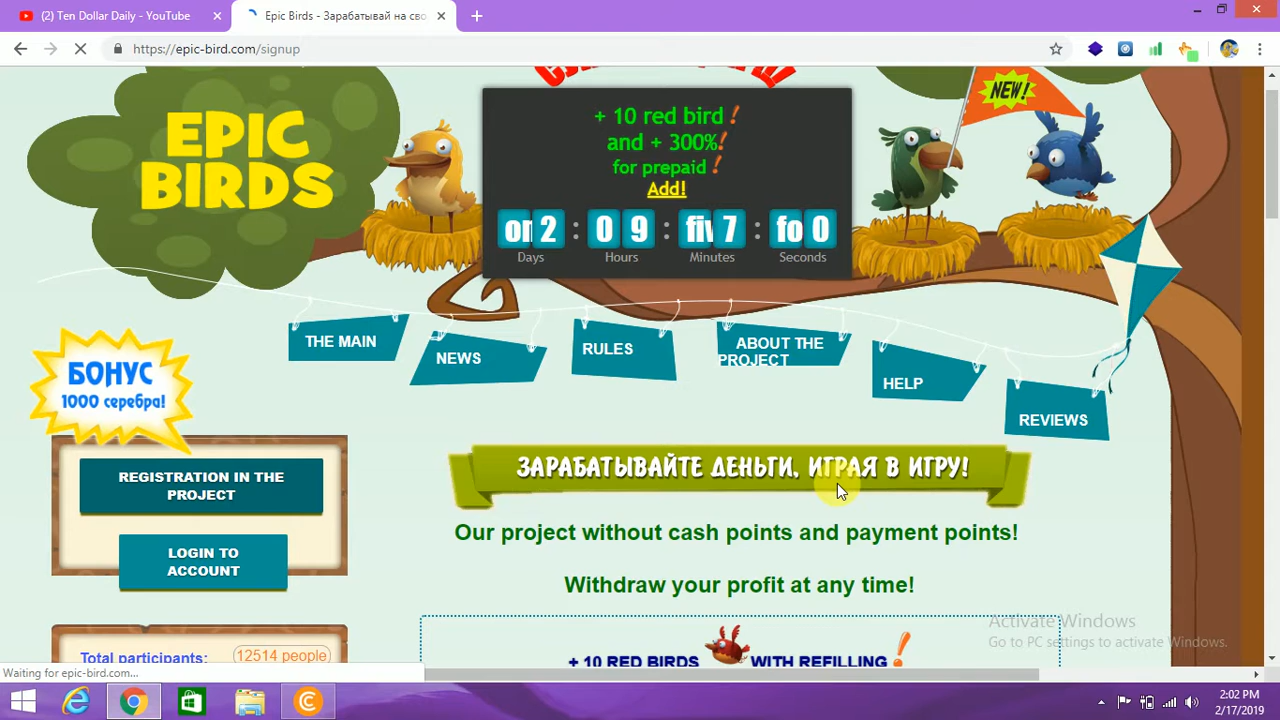 (2) Ten Dollar Daily - YouTube
Epic Birds - Зарабатывай на сво
https://epic-bird.com/signup
EPIC
BIRDS
+ 10 red bird !
and + 300%!
for prepaid !
Add!
2 : 0 9 : 7 : 0
Days Hours Minutes Seconds
NEW!
THE MAIN
NEWS
RULES
ABOUT THE
PROJECT
HELP
REVIEWS
БОНУС
1000 серебра!
REGISTRATION IN THE
PROJECT
LOGIN TO
ACCOUNT
Total participants: 12514 people
ЗАРАБАТЫВАЙТЕ ДЕНЬГИ, ИГРАЯ В ИГРУ!
Our project without cash points and payment points!
Withdraw your profit at any time!
+ 10 RED BIRDS WITH REFILLING !
Activate Windows
Go to PC settings to activate Windows.
Waiting for epic-bird.com...
2:02 PM
2/17/2019